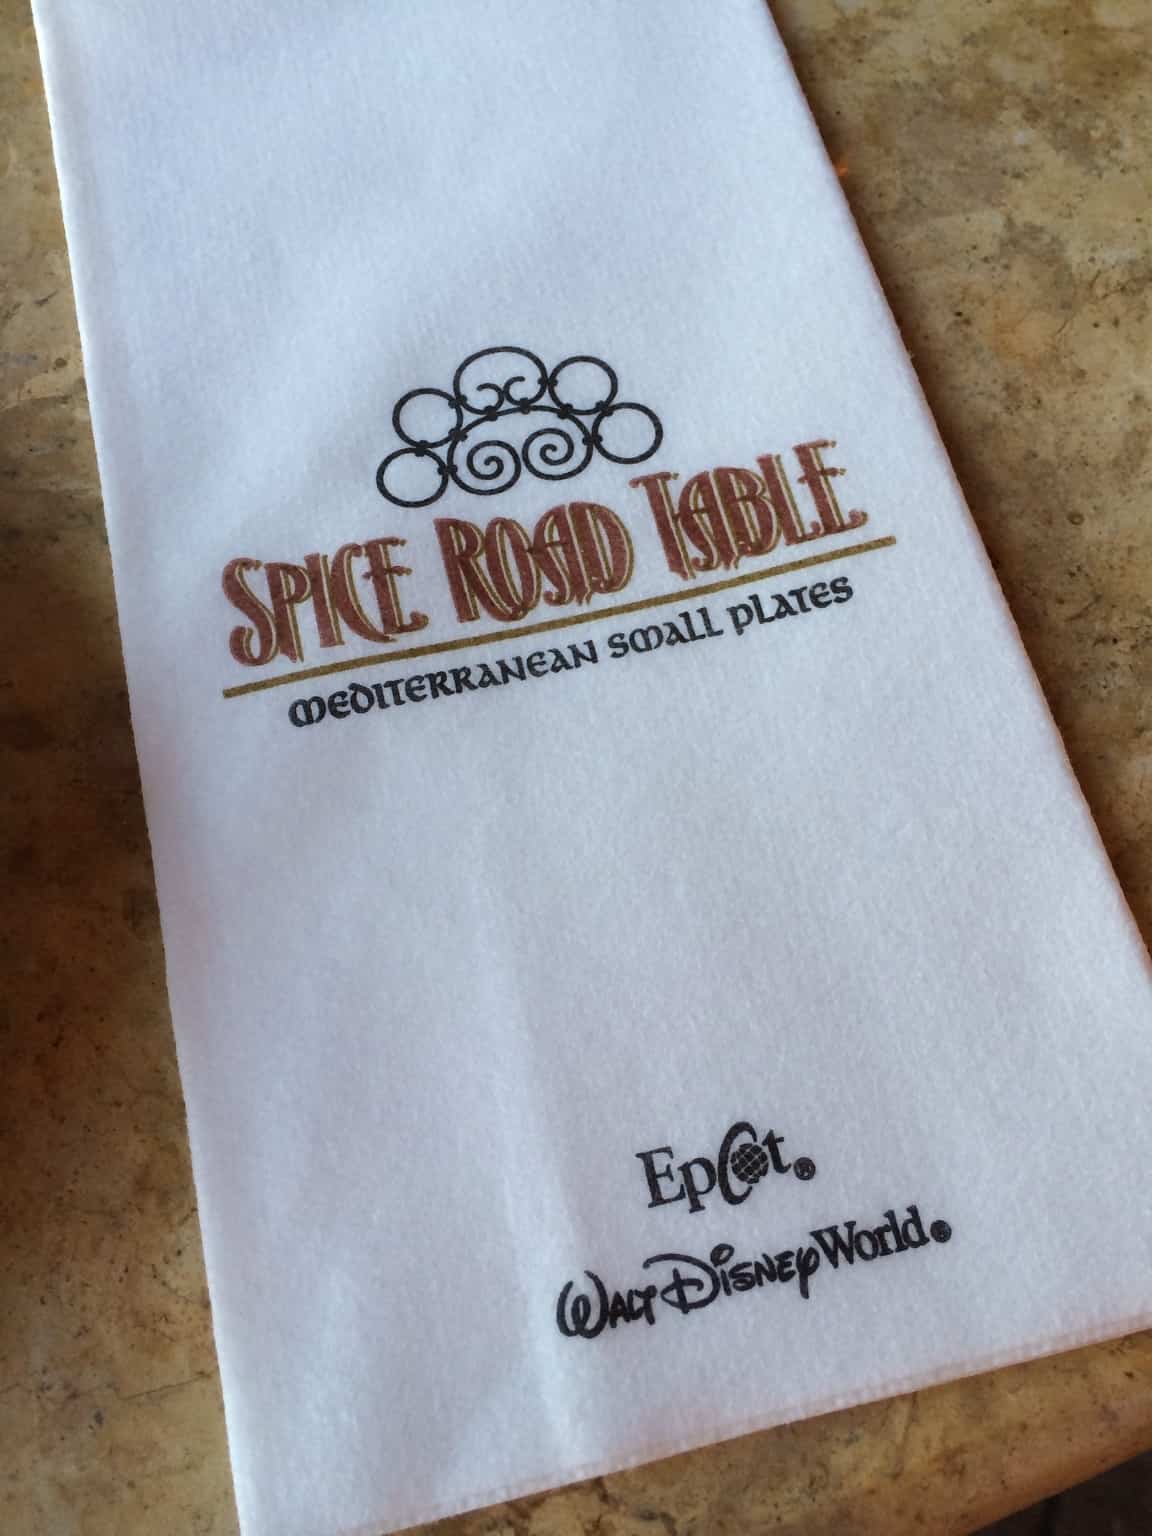 SPICE ROAD TABLE
MEDITERRANEAN SMALL PLATES
Epcot®
WALT DISNEY World®